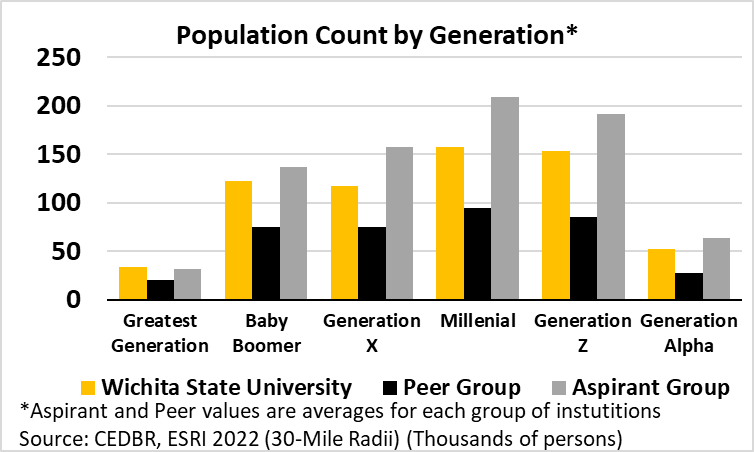 Population Count by Generation*
250
200
150
100
50
0
Greatest Generation
Baby Boomer
Generation X
Millenial
Generation Z
Generation Alpha
Wichita State University Peer Group Aspirant Group
*Aspirant and Peer values are averages for each group of instutitions
Source: CEDBR, ESRI 2022 (30-Mile Radii) (Thousands of persons)